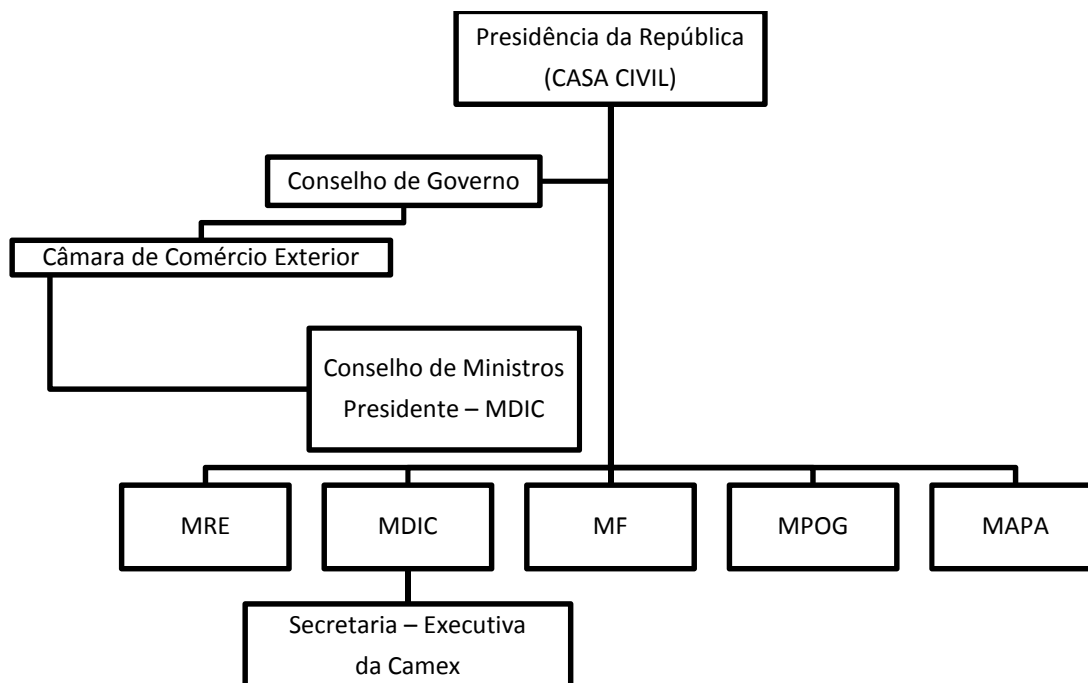 Presidência da República
(CASA CIVIL)
Conselho de Governo
Câmara de Comércio Exterior
Conselho de Ministros
Presidente – MDIC
MRE
MDIC
MF
MPOG
MAPA
Secretaria – Executiva
da Camex